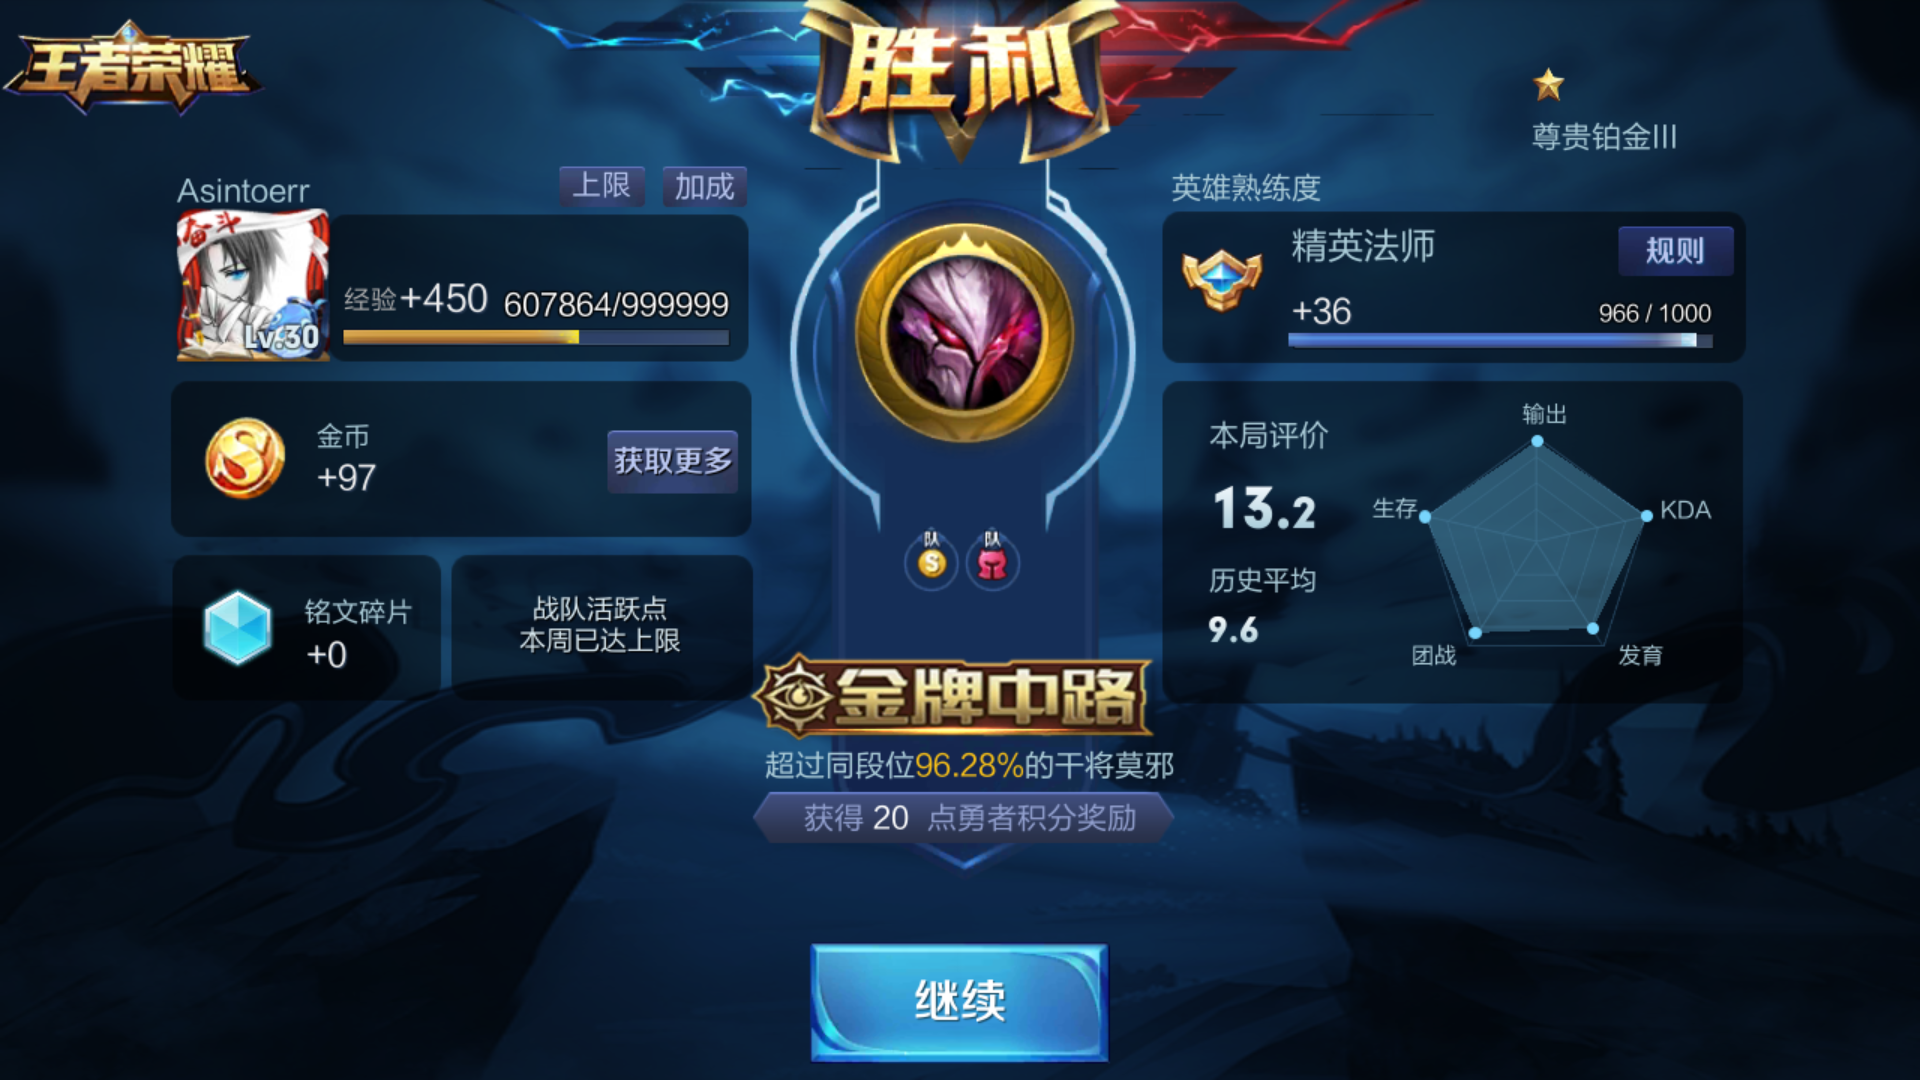 王者荣耀
胜利
尊贵铂金III
Asintoerr
上限
加成
奋斗
Lv.30
经验+450
607864/999999
金币
+97
获取更多
铭文碎片
+0
战队活跃点
本周已达上限
队
队
S
金牌中路
超过同段位96.28%的干将莫邪
获得 20 点勇者积分奖励
继续
英雄熟练度
精英法师
规则
+36
966 / 1000
本局评价
13.2
历史平均
9.6
输出
生存
KDA
团战
发育